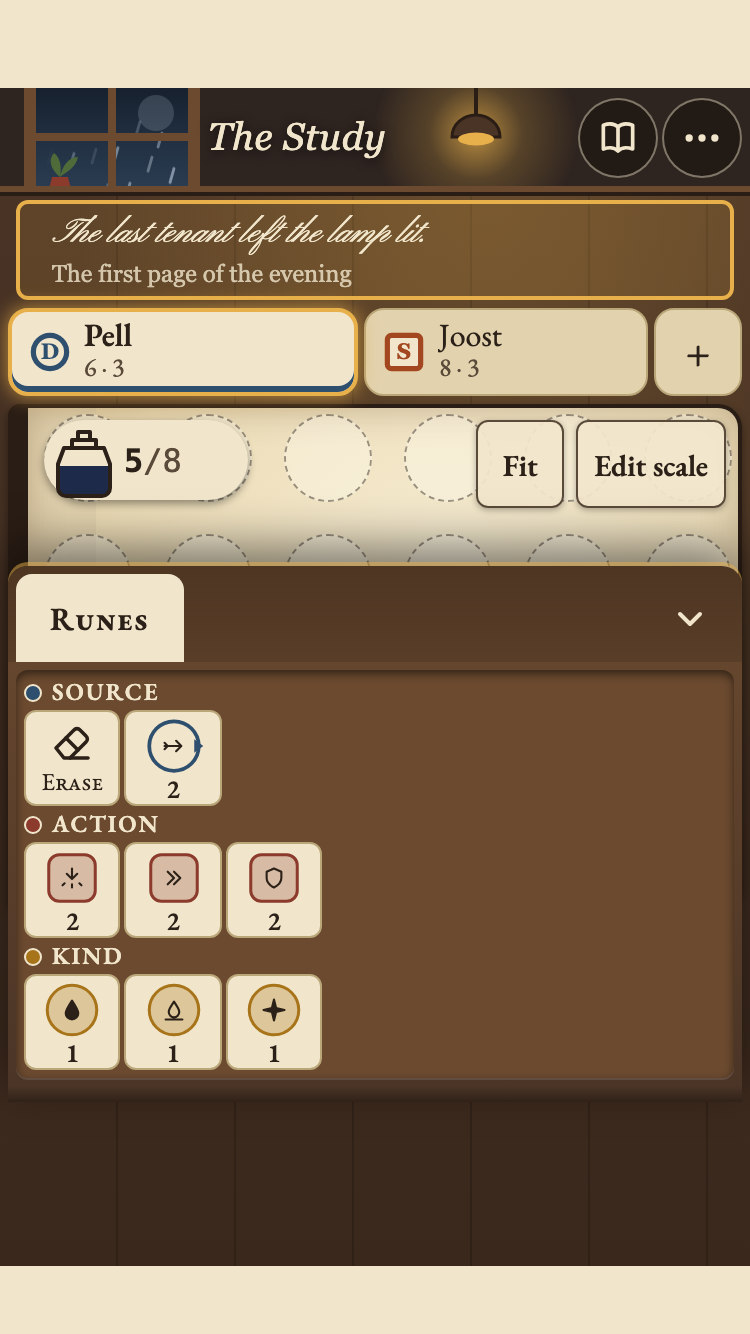 The Study
The last tenant left the lamp lit.
The first page of the evening
D Pell
6 · 3
S Joost
8 · 3
+
5/8
Fit
Edit scale
Runes
SOURCE
Erase
2
ACTION
2
2
2
KIND
1
1
1